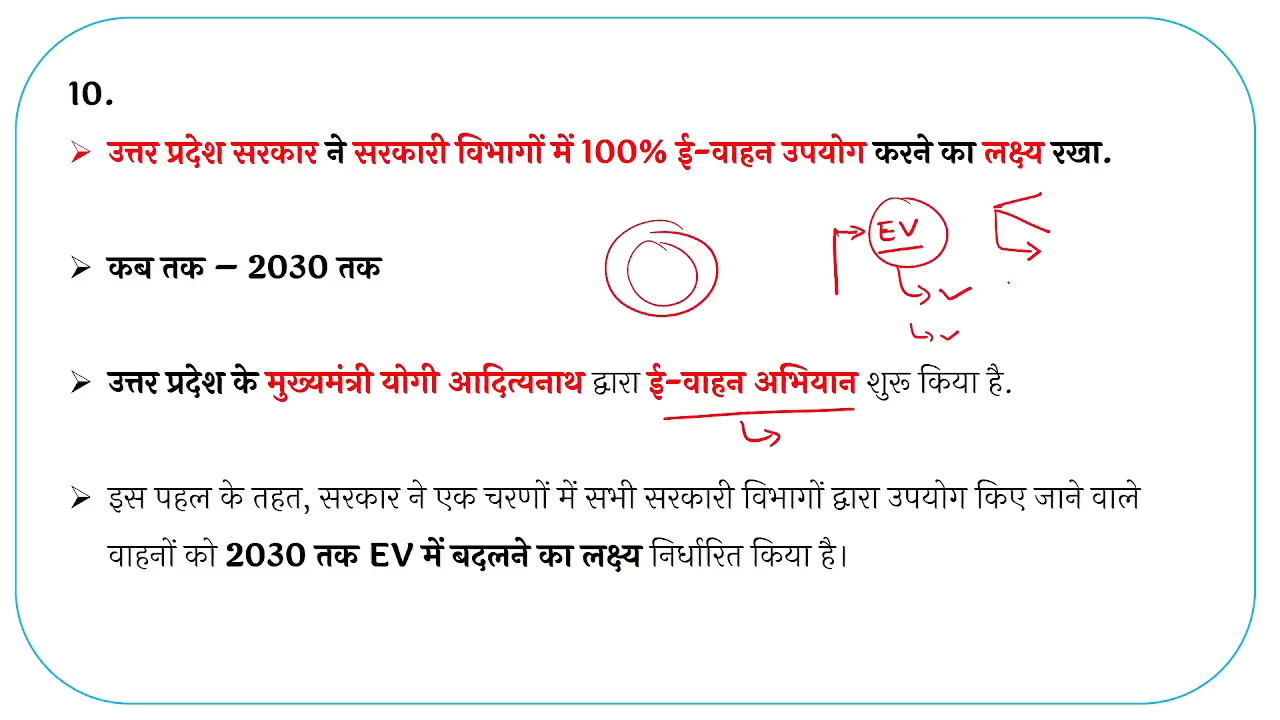 10.
➢ उत्तर प्रदेश सरकार ने सरकारी विभागों में 100% ई-वाहन उपयोग करने का लक्ष्य रखा.
EV
➢ कब तक – 2030 तक
➢ उत्तर प्रदेश के मुख्यमंत्री योगी आदित्यनाथ द्वारा ई-वाहन अभियान शुरू किया है.
➢ इस पहल के तहत, सरकार ने एक चरणों में सभी सरकारी विभागों द्वारा उपयोग किए जाने वाले
वाहनों को 2030 तक EV में बदलने का लक्ष्य निर्धारित किया है।